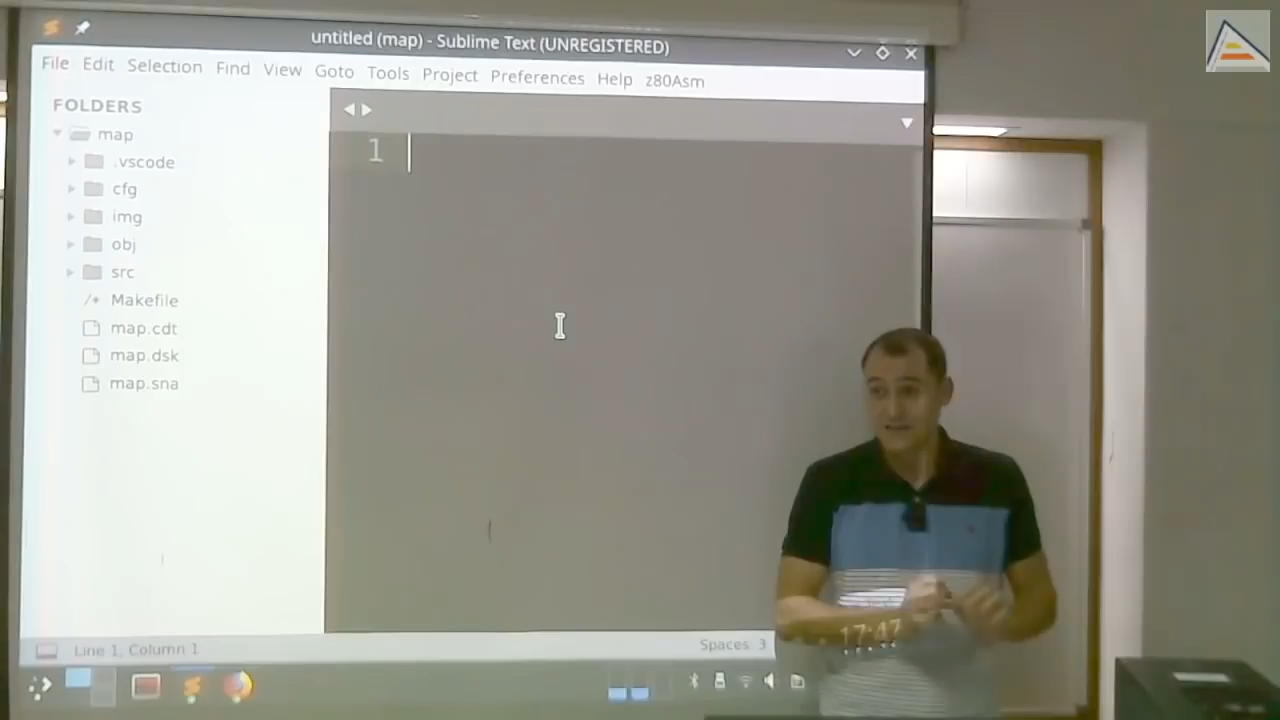 untitled (map) - Sublime Text (UNREGISTERED)
File Edit Selection Find View Goto Tools Project Preferences Help z80Asm
FOLDERS
map
.vscode
cfg
img
obj
src
/* Makefile
map.cdt
map.dsk
map.sna
1
Line 1, Column 1
Spaces: 3
17:47